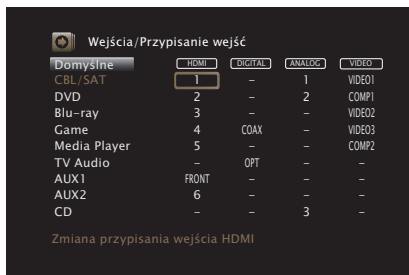 Wejścia/Przypisanie wejść
Domyślne HDMI DIGITAL ANALOG VIDEO
CBL/SAT 1 – 1 VIDEO1
DVD 2 – 2 COMP1
Blu-ray 3 – – VIDEO2
Game 4 COAX – VIDEO3
Media Player 5 – – COMP2
TV Audio – OPT – –
AUX1 FRONT – – –
AUX2 6 – – –
CD – – 3 –
Zmiana przypisania wejścia HDMI